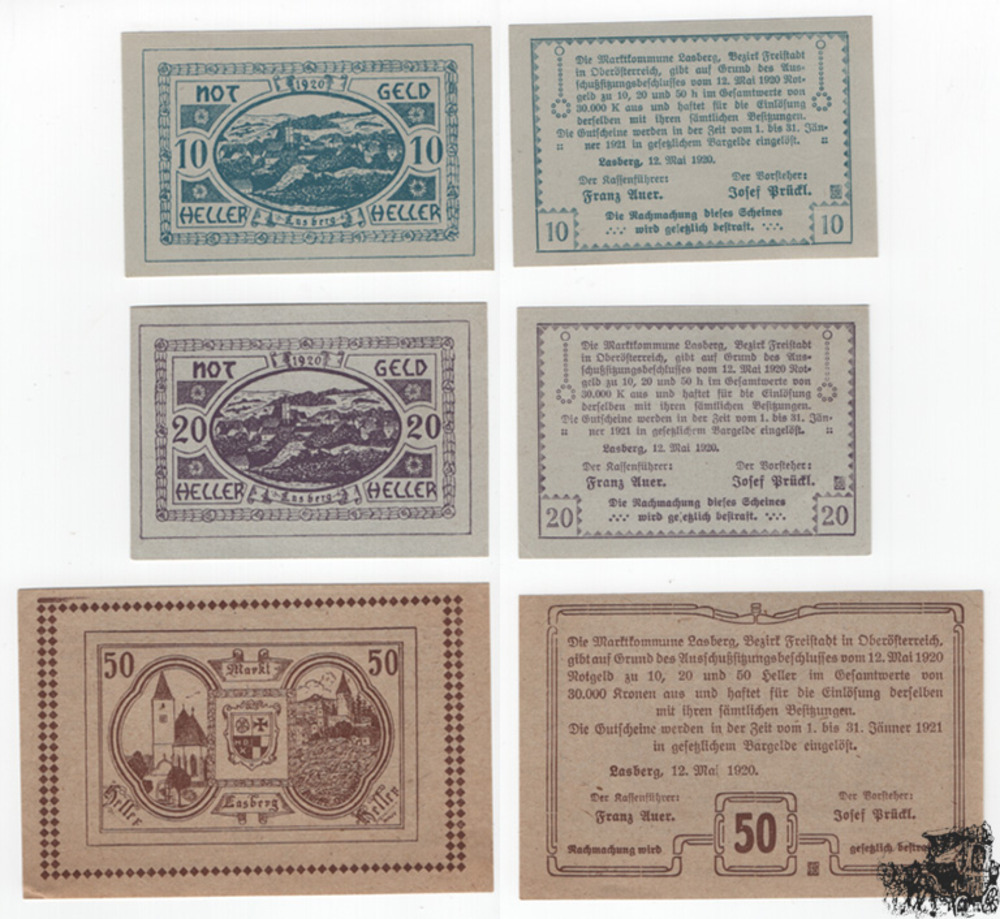 1920
NOT GELD
10 10
HELLER HELLER
Lasberg
Die Marktkommune Lasberg, Bezirk Freistadt
in Oberösterreich, gibt auf Grund des Aus-
schußsitzungsbeschlusses vom 12. Mai 1920 Not-
geld zu 10, 20 und 50 h im Gesamtwerte von
30.000 K aus und haftet für die Einlösung
derselben mit ihren sämtlichen Besitzungen.
Die Gutscheine werden in der Zeit vom 1. bis 31. Jän-
ner 1921 in gesetzlichem Bargelde eingelöst.
Lasberg, 12. Mai 1920.
Der Kassenführer: Der Vorsteher:
Franz Auer. Josef Prückl.
Die Nachmachung dieses Scheines
wird gesetzlich bestraft.
10 10
1920
NOT GELD
20 20
HELLER HELLER
Lasberg
Die Marktkommune Lasberg, Bezirk Freistadt
in Oberösterreich, gibt auf Grund des Aus-
schußsitzungsbeschlusses vom 12. Mai 1920 Not-
geld zu 10, 20 und 50 h im Gesamtwerte von
30.000 K aus und haftet für die Einlösung
derselben mit ihren sämtlichen Besitzungen.
Die Gutscheine werden in der Zeit vom 1. bis 31. Jän-
ner 1921 in gesetzlichem Bargelde eingelöst.
Lasberg, 12. Mai 1920.
Der Kassenführer: Der Vorsteher:
Franz Auer. Josef Prückl.
Die Nachmachung dieses Scheines
wird gesetzlich bestraft.
20 20
50 50
Markt
Lasberg
Heller Heller
Die Marktkommune Lasberg, Bezirk Freistadt in Oberösterreich,
gibt auf Grund des Ausschußsitzungsbeschlusses vom 12. Mai 1920
Notgeld zu 10, 20 und 50 Heller im Gesamtwerte von
30.000 Kronen aus und haftet für die Einlösung derselben
mit ihren sämtlichen Besitzungen.
Die Gutscheine werden in der Zeit vom 1. bis 31. Jänner 1921
in gesetzlichem Bargelde eingelöst.
Lasberg, 12. Mai 1920.
Der Kassenführer: Der Vorsteher:
Franz Auer. Josef Prückl.
50
Nachmachung wird gesetzlich